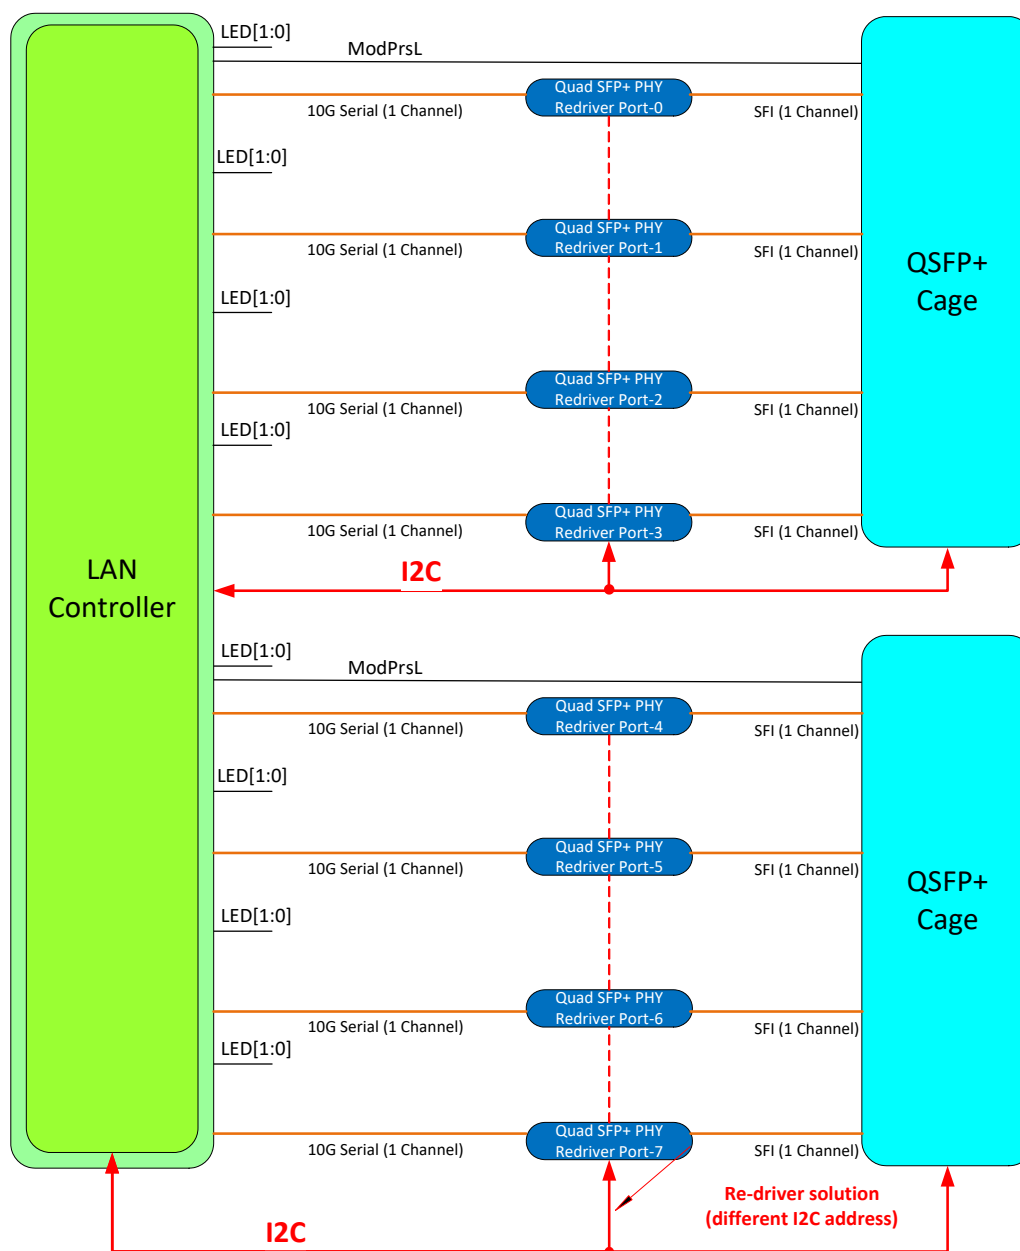 LED[1:0]
ModPrsL
Quad SFP+ PHY
Redriver Port-0
10G Serial (1 Channel)
SFI (1 Channel)
LED[1:0]
Quad SFP+ PHY
Redriver Port-1
10G Serial (1 Channel)
SFI (1 Channel)
QSFP+
Cage
LED[1:0]
Quad SFP+ PHY
Redriver Port-2
10G Serial (1 Channel)
SFI (1 Channel)
LED[1:0]
Quad SFP+ PHY
Redriver Port-3
10G Serial (1 Channel)
SFI (1 Channel)
LAN
Controller
I2C
LED[1:0]
ModPrsL
Quad SFP+ PHY
Redriver Port-4
10G Serial (1 Channel)
SFI (1 Channel)
LED[1:0]
Quad SFP+ PHY
Redriver Port-5
10G Serial (1 Channel)
SFI (1 Channel)
QSFP+
Cage
LED[1:0]
Quad SFP+ PHY
Redriver Port-6
10G Serial (1 Channel)
SFI (1 Channel)
LED[1:0]
Quad SFP+ PHY
Redriver Port-7
10G Serial (1 Channel)
SFI (1 Channel)
Re-driver solution
(different I2C address)
I2C